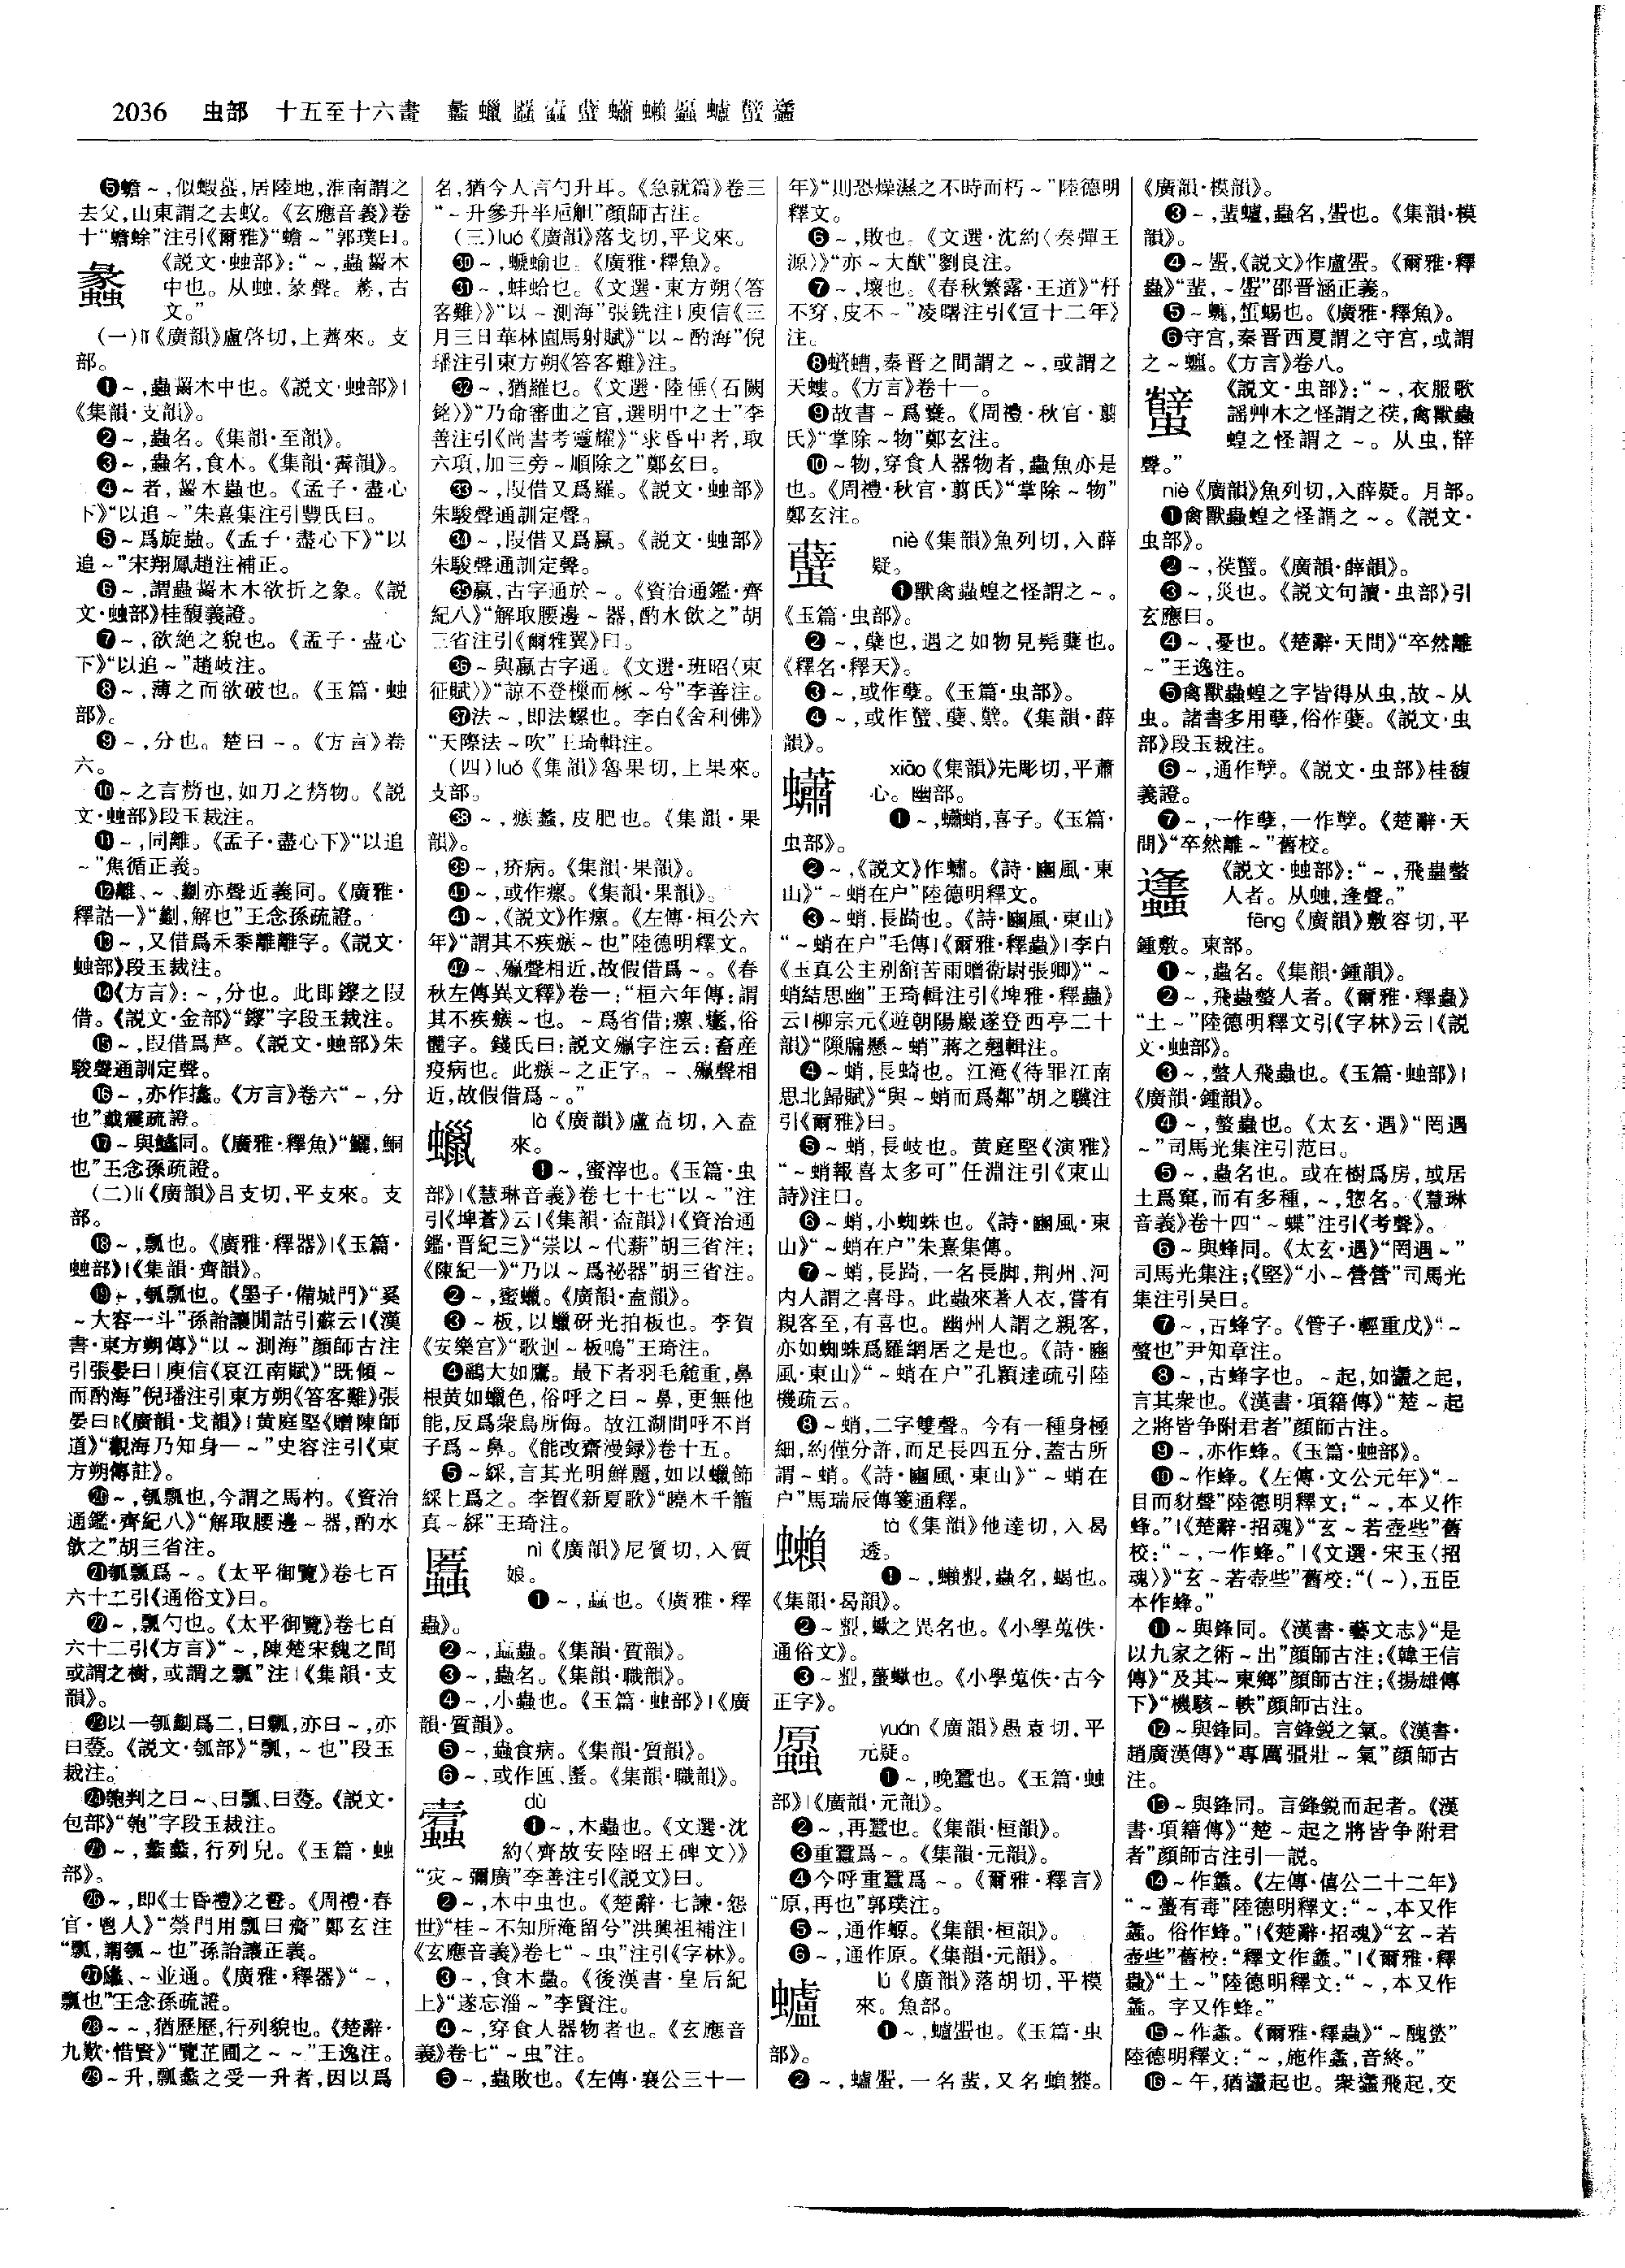 2036 虫部 十五至十六畫 蠡蠟䘌蠹蠥蠨蠣蠠蠦蠥蠭
❺蟾～,似蝦蟇,居陸地,淮南謂之
去父,山東謂之去蚁。《玄應音義》卷
十“蟾蜍”注引《爾雅》“蟾～”郭璞曰。
蠡
《説文·䖵部》:“～,蟲齧木
中也。从䖵,彖聲。 古
文。”
(一)lǐ《廣韻》盧啓切,上薺來。支
部。
❶～,蟲齧木中也。《説文·䖵部》|
《集韻·支韻》。
❷～,蟲名。《集韻·至韻》。
❸～,蟲名,食木。《集韻·薺韻》。
❹～者,齧木蟲也。《孟子·盡心
下》“以追～”朱熹集注引豐氏曰。
❺～爲旋蟲。《孟子·盡心下》“以
追～”宋翔鳳趙注補正。
❻～,謂蟲齧木木欲折之象。《説
文·䖵部》桂馥義證。
❼～,欲絶之貌也。《孟子·盡心
下》“以追～”趙岐注。
❽～,薄之而欲破也。《玉篇·䖵
部》。
❾～,分也。楚曰～。《方言》卷
六。
❿～之言剺也,如刀之剺物。《説
文·䖵部》段玉裁注。
⓫～,同離。《孟子·盡心下》“以追
～”焦循正義。
⓬離、～、劙亦聲近義同。《廣雅·
釋詁一》“劙,解也”王念孫疏證。
⓭～,又借爲禾黍離離字。《説文·
䖵部》段玉裁注。
⓮《方言》:～,分也。此即鑗之叚
借。《説文·金部》“鑗”字段玉裁注。
⓯～,叚借爲劙。《説文·䖵部》朱
駿聲通訓定聲。
⓰～,亦作攭。《方言》卷六“～,分
也”戴震疏證。
⓱～與鱺同。《廣雅·釋魚》“鱺,鮦
也”王念孫疏證。
(二)lí《廣韻》吕支切,平支來。支
部。
⓲～,瓢也。《廣雅·釋器》|《玉篇·
䖵部》|《集韻·齊韻》。
⓳～,瓠瓢也。《墨子·備城門》“奚
～大容一斗”孫詒讓閒詁引蘇云|《漢
書·東方朔傳》“以～測海”顔師古注
引張晏曰|庾信《哀江南賦》“既傾～
而酌海”倪璠注引東方朔《答客難》張
晏曰|《廣韻·戈韻》|黄庭堅《贈陳師
道》“觀海乃知身一～”史容注引《東
方朔傳註》。
⓴～,瓠瓢也,今謂之馬杓。《資治
通鑑·齊紀八》“解取腰邊～器,酌水
飲之”胡三省注。
㉑瓠瓢爲～。《太平御覽》卷七百
六十二引《通俗文》曰。
㉒～,瓢勺也。《太平御覽》卷七百
六十二引《方言》“～,陳楚宋魏之間
或謂之㯕,或謂之瓢”注|《集韻·支
韻》。
㉓以一瓠劙爲二,曰瓢,亦曰～,亦
曰䒷。《説文·瓠部》“瓢,～也”段玉
裁注。
㉔匏判之曰～、曰瓢、曰䒷。《説文·
包部》“匏”字段玉裁注。
㉕～,蠡蠡,行列皃。《玉篇·䖵
部》。
㉖～,即《士昏禮》之卺。《周禮·春
官·鬯人》“禜門用瓢齎”鄭玄注
“瓢,謂瓠～也”孫詒讓正義。
㉗、～並通。《廣雅·釋器》“～,
瓢也”王念孫疏證。
㉘～～,猶歷歷,行列貌也。《楚辭·
九歎·惜賢》“覽芷圃之～～”王逸注。
㉙～升,瓢蠡之受一升者,因以爲
名,猶今人言勺升耳。《急就篇》卷三
“～升參升半卮觛”顔師古注。
(三)luó《廣韻》落戈切,平戈來。
㉚～,螔蝓也。《廣雅·釋魚》。
㉛～,蚌蛤也。《文選·東方朔〈答
客難〉》“以～測海”張銑注|庾信《三
月三日華林園馬射賦》“以～酌海”倪
璠注引東方朔《答客難》注。
㉜～,猶羅也。《文選·陸倕〈石闕
銘〉》“乃命審曲之官,選明中之士”李
善注引《尚書考靈耀》“求昏中者,取
六項,加三旁～順除之”鄭玄曰。
㉝～,叚借又爲羅。《説文·䖵部》
朱駿聲通訓定聲。
㉞～,叚借又爲蠃。《説文·䖵部》
朱駿聲通訓定聲。
㉟蠃,古字通於～。《資治通鑑·齊
紀八》“解取腰邊～器,酌水飲之”胡
三省注引《爾雅翼》曰。
㊱～與蠃古字通。《文選·班昭〈東
征賦〉》“諒不登樔而椓～兮”李善注。
㊲法～,即法螺也。李白《舍利佛》
“天際法～吹”王琦輯注。
(四)luǒ《集韻》魯果切,上果來。
支部。
㊳～,瘯蠡,皮肥也。《集韻·果
韻》。
㊴～,疥病。《集韻·果韻》。
㊵～,或作瘰。《集韻·果韻》。
㊶～,《説文》作瘰。《左傳·桓公六
年》“謂其不疾瘯～也”陸德明釋文。
㊷～、㿔聲相近,故假借爲～。《春
秋左傳異文釋》卷一:“桓六年傳:謂
其不疾瘯～也。～爲省借;瘰、,俗
體字。錢氏曰:説文㿔字注云:畜産
疫病也。此瘯～之正字。～、㿔聲相
近,故假借爲～。”
蠟
là《廣韻》盧盍切,入盍
來。
❶～,蜜滓也。《玉篇·虫
部》|《慧琳音義》卷七十七“以～”注
引《埤蒼》云|《集韻·盇韻》|《資治通
鑑·晋紀三》“崇以～代薪”胡三省注;
《陳紀一》“乃以～爲祕器”胡三省注。
❷～,蜜蠟。《廣韻·盍韻》。
❸～板,以蠟砑光拍板也。李賀
《安樂宫》“歌迴～板鳴”王琦注。
❹鷭大如鷹。最下者羽毛毵重,鼻
根黄如蠟色,俗呼之曰～鼻,更無他
能,反爲衆鳥所侮。故江湖間呼不肖
子爲～鼻。《能改齋漫録》卷十五。
❺～綵,言其光明鮮麗,如以蠟飾
綵上爲之。李賀《新夏歌》“曉木千籠
真～綵”王琦注。
䘌
nì《廣韻》尼質切,入質
娘。
❶～,䖟也。《廣雅·釋
蟲》。
❷～,䖟蟲。《集韻·質韻》。
❸～,蟲名。《集韻·職韻》。
❹～,小蟲也。《玉篇·䖵部》|《廣
韻·質韻》。
❺～,蟲食病。《集韻·質韻》。
❻～,或作匿、蜃。《集韻·職韻》。
蠹
dù
❶～,木蟲也。《文選·沈
約〈齊故安陸昭王碑文〉》
“灾～彌廣”李善注引《説文》曰。
❷～,木中虫也。《楚辭·七諫·怨
世》“桂～不知所淹留兮”洪興祖補注|
《玄應音義》卷七“～虫”注引《字林》。
❸～,食木蟲。《後漢書·皇后紀
上》“遂忘淄～”李賢注。
❹～,穿食人器物者也。《玄應音
義》卷七“～虫”注。
❺～,蟲敗也。《左傳·襄公三十一
年》“則恐燥濕之不時而朽～”陸德明
釋文。
❻～,敗也。《文選·沈約〈奏彈王
源〉》“亦～大猷”劉良注。
❼～,壞也。《春秋繁露·王道》“杅
不穿,皮不～”凌曙注引《宣十二年》
注。
❽蠀螬,秦晋之間謂之～,或謂之
天螻。《方言》卷十一。
❾故書～爲橐。《周禮·秋官·翦
氏》“掌除～物”鄭玄注。
❿～物,穿食人器物者,蟲魚亦是
也。《周禮·秋官·翦氏》“掌除～物”
鄭玄注。
蠥
niè《集韻》魚列切,入薛
疑。
❶獸禽蟲蝗之怪謂之～。
《玉篇·虫部》。
❷～,櫱也,遇之如物見髡櫱也。
《釋名·釋天》。
❸～,或作孽。《玉篇·虫部》。
❹～,或作蠥、孽、㜸。《集韻·薛
韻》。
蠨
xiāo《集韻》先彫切,平蕭
心。幽部。
❶～,蠨蛸,喜子。《玉篇·
虫部》。
❷～,《説文》作蟰。《詩·豳風·東
山》“～蛸在户”陸德明釋文。
❸～蛸,長踦也。《詩·豳風·東山》
“～蛸在户”毛傳|《爾雅·釋蟲》|李白
《玉真公主别館苦雨贈衛尉張卿》“～
蛸結思幽”王琦輯注引《埤雅·釋蟲》
云|柳宗元《遊朝陽巖遂登西亭二十
韻》“隟牖懸～蛸”蔣之翹輯注。
❹～蛸,長蜻也。江淹《待罪江南
思北歸賦》“與～蛸而爲鄰”胡之驥注
引《爾雅》曰。
❺～蛸,長岐也。黄庭堅《演雅》
“～蛸報喜太多可”任淵注引《東山
詩》注曰。
❻～蛸,小蜘蛛也。《詩·豳風·東
山》“～蛸在户”朱熹集傳。
❼～蛸,長踦,一名長脚,荆州、河
内人謂之喜母。此蟲來著人衣,當有
親客至,有喜也。幽州人謂之親客,
亦如蜘蛛爲羅網居之是也。《詩·豳
風·東山》“～蛸在户”孔穎達疏引陸
機疏云。
❽～蛸,二字雙聲。今有一種身極
細,約僅分許,而足長四五分,蓋古所
謂～蛸。《詩·豳風·東山》“～蛸在
户”馬瑞辰傳箋通釋。
tà《集韻》他達切,入曷
透。
❶～,䗞,蟲名,蝎也。
《集韻·曷韻》。
❷～,蠍之異名也。《小學蒐佚·
通俗文》。
❸～,蠆蠍也。《小學蒐佚·古今
正字》。
yuán《廣韻》愚袁切,平
元疑。
❶～,晚蠶也。《玉篇·䖵
部》|《廣韻·元韻》。
❷～,再蠶也。《集韻·桓韻》。
❸重蠶爲～。《集韻·元韻》。
❹今呼重蠶爲～。《爾雅·釋言》
“原,再也”郭璞注。
❺～,通作螈。《集韻·桓韻》。
❻～,通作原。《集韻·元韻》。
蠦
lú《廣韻》落胡切,平模
來。魚部。
❶～,蠦蜰也。《玉篇·虫
部》。
❷～,蠦蜰,一名蜚,又名負蠜。
《廣韻·模韻》。
❸～,蜚蠦,蟲名,蜰也。《集韻·模
韻》。
❹～蜰,《説文》作盧蜰。《爾雅·釋
蟲》“蜚,～蜰”邵晋涵正義。
❺～䗔,蜤蜴也。《廣雅·釋魚》。
❻守宫,秦晋西夏謂之守宫,或謂
之～䗔。《方言》卷八。
蠥
《説文·虫部》:“～,衣服歌
謡艸木之怪謂之䄏,禽獸蟲
蝗之怪謂之～。从虫,辥
聲。”
niè《廣韻》魚列切,入薛疑。月部。
❶禽獸蟲蝗之怪謂之～。《説文·
虫部》。
❷～,䄏蠥。《廣韻·薛韻》。
❸～,災也。《説文句讀·虫部》引
玄應曰。
❹～,憂也。《楚辭·天問》“卒然離
～”王逸注。
❺禽獸蟲蝗之字皆得从虫,故～从
虫。諸書多用孽,俗作孼。《説文·虫
部》段玉裁注。
❻～,通作孽。《説文·虫部》桂馥
義證。
❼～,一作孽,一作孼。《楚辭·天
問》“卒然離～”舊校。
蠭
《説文·䖵部》:“～,飛蟲螫
人者。从䖵,逢聲。”
fēng《廣韻》敷容切,平
鍾敷。東部。
❶～,蟲名。《集韻·鍾韻》。
❷～,飛蟲螫人者。《爾雅·釋蟲》
“土～”陸德明釋文引《字林》云|《説
文·䖵部》。
❸～,螫人飛蟲也。《玉篇·䖵部》|
《廣韻·鍾韻》。
❹～,螫蟲也。《太玄·遇》“罔遇
～”司馬光集注引范曰。
❺～,蟲名也。或在樹爲房,或居
土爲窠,而有多種,～,惣名。《慧琳
音義》卷十四“～蝶”注引《考聲》。
❻～與蜂同。《太玄·遇》“罔遇～”
司馬光集注;《堅》“小～營營”司馬光
集注引吴曰。
❼～,古蜂字。《管子·輕重戊》“～
螫也”尹知章注。
❽～,古蜂字也。～起,如蠭之起,
言其衆也。《漢書·項籍傳》“楚～起
之將皆争附君者”顔師古注。
❾～,亦作蜂。《玉篇·䖵部》。
❿～作蜂。《左傳·文公元年》“～
目而豺聲”陸德明釋文:“～,本又作
蜂。”|《楚辭·招魂》“玄～若壺些”舊
校:“～,一作蜂。”|《文選·宋玉〈招
魂〉》“玄～若壺些”舊校:“(～),五臣
本作蜂。”
⓫～與鋒同。《漢書·藝文志》“是
以九家之術～出”顔師古注;《韓王信
傳》“及其～東鄉”顔師古注;《揚雄傳
下》“機駭～軼”顔師古注。
⓬～與鋒同。言鋒鋭之氣。《漢書·
趙廣漢傳》“專厲彊壯～氣”顔師古
注。
⓭～與鋒同。言鋒鋭而起者。《漢
書·項籍傳》“楚～起之將皆争附君
者”顔師古注引一説。
⓮～作䗬。《左傳·僖公二十二年》
“～蠆有毒”陸德明釋文:“～,本又作
䗬。俗作蜂。”|《楚辭·招魂》“玄～若
壺些”舊校:“釋文作䗬。”|《爾雅·釋
蟲》“土～”陸德明釋文:“～,本又作
䗬。字又作蜂。”
⓯～作螽。《爾雅·釋蟲》“～醜螸”
陸德明釋文:“～,施作螽,音終。”
⓰～午,猶蠭起也。衆蠭飛起,交